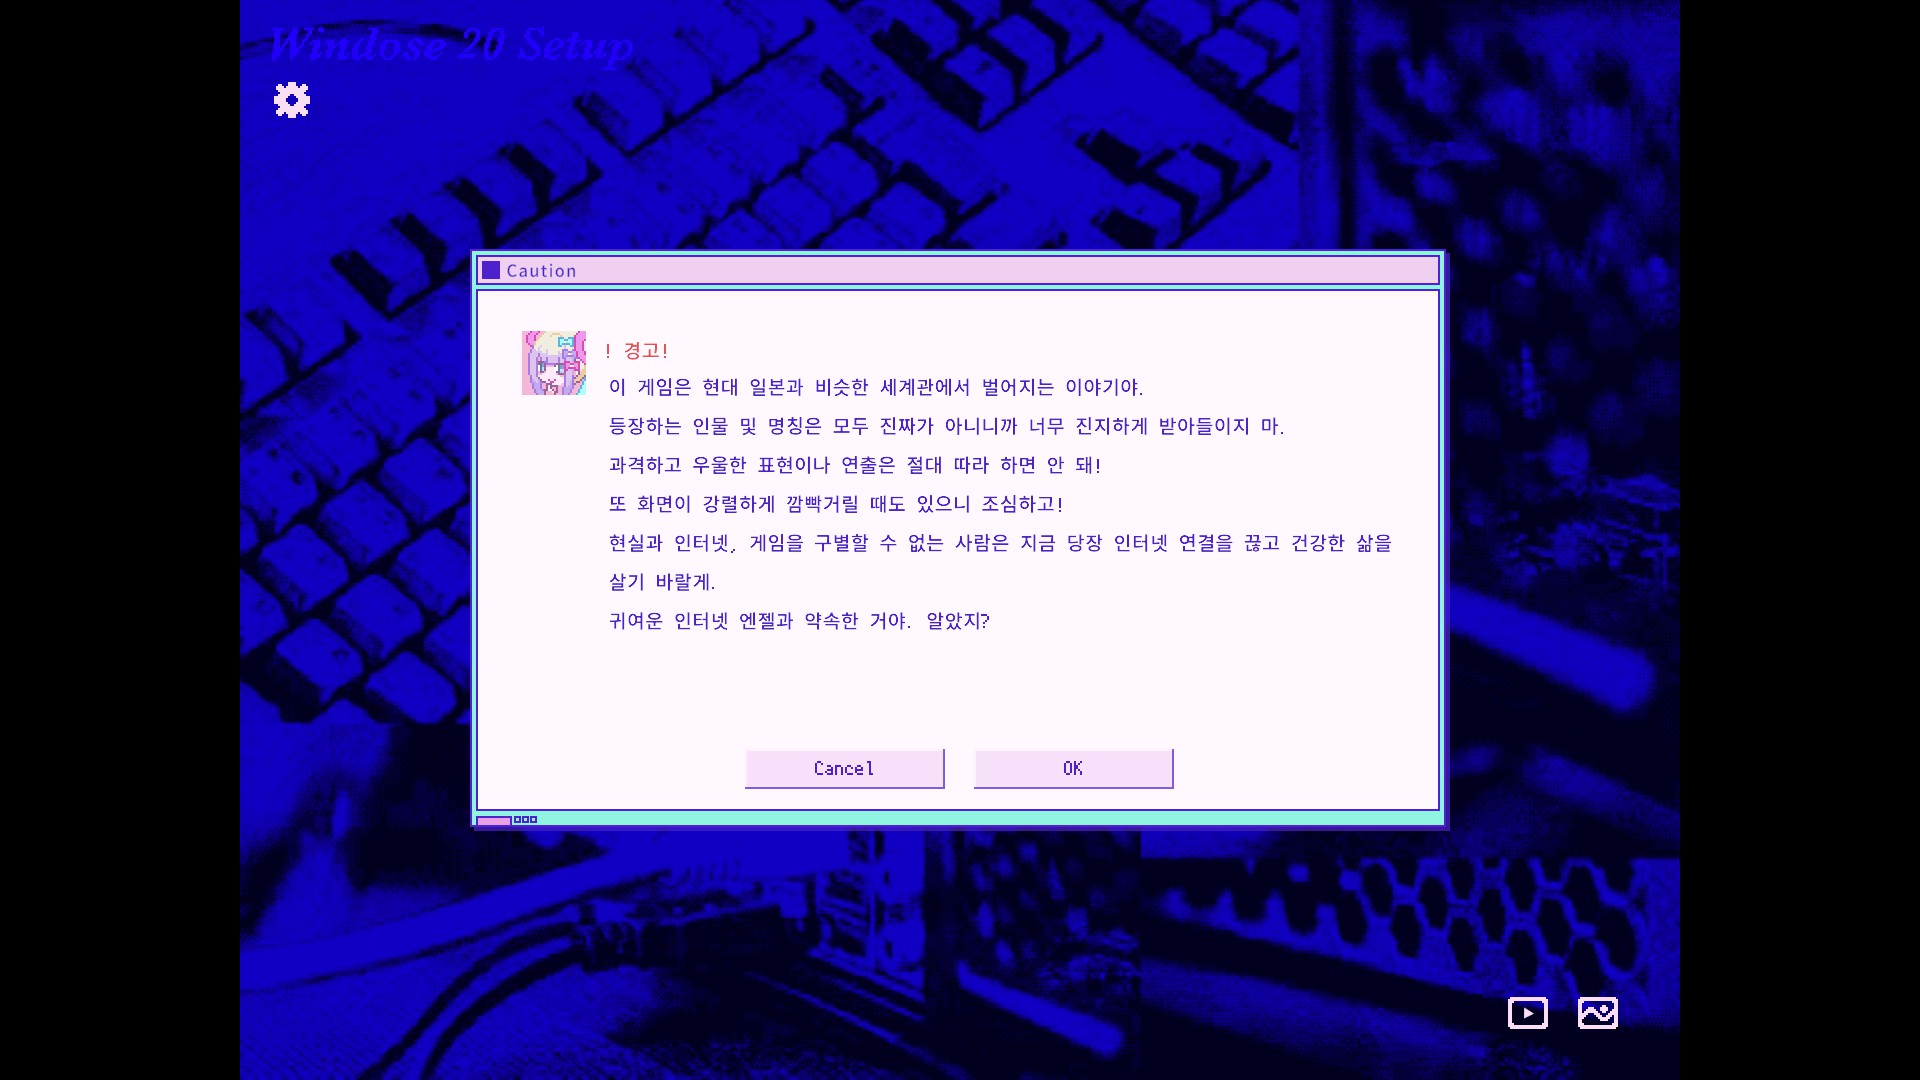 Windose 20 Setup
Caution
! 경고!
이 게임은 현대 일본과 비슷한 세계관에서 벌어지는 이야기야.
등장하는 인물 및 명칭은 모두 진짜가 아니니까 너무 진지하게 받아들이지 마.
과격하고 우울한 표현이나 연출은 절대 따라 하면 안 돼!
또 화면이 강렬하게 깜빡거릴 때도 있으니 조심하고!
현실과 인터넷, 게임을 구별할 수 없는 사람은 지금 당장 인터넷 연결을 끊고 건강한 삶을
살기 바랄게.
귀여운 인터넷 엔젤과 약속한 거야. 알았지?
Cancel OK